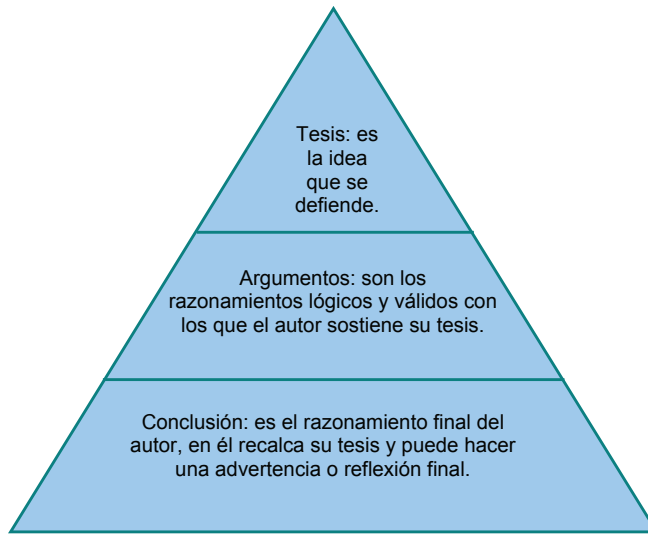 Tesis: es
la idea
que se
defiende.
Argumentos: son los
razonamientos lógicos y válidos con
los que el autor sostiene su tesis.
Conclusión: es el razonamiento final del
autor, en él recalca su tesis y puede hacer
una advertencia o reflexión final.